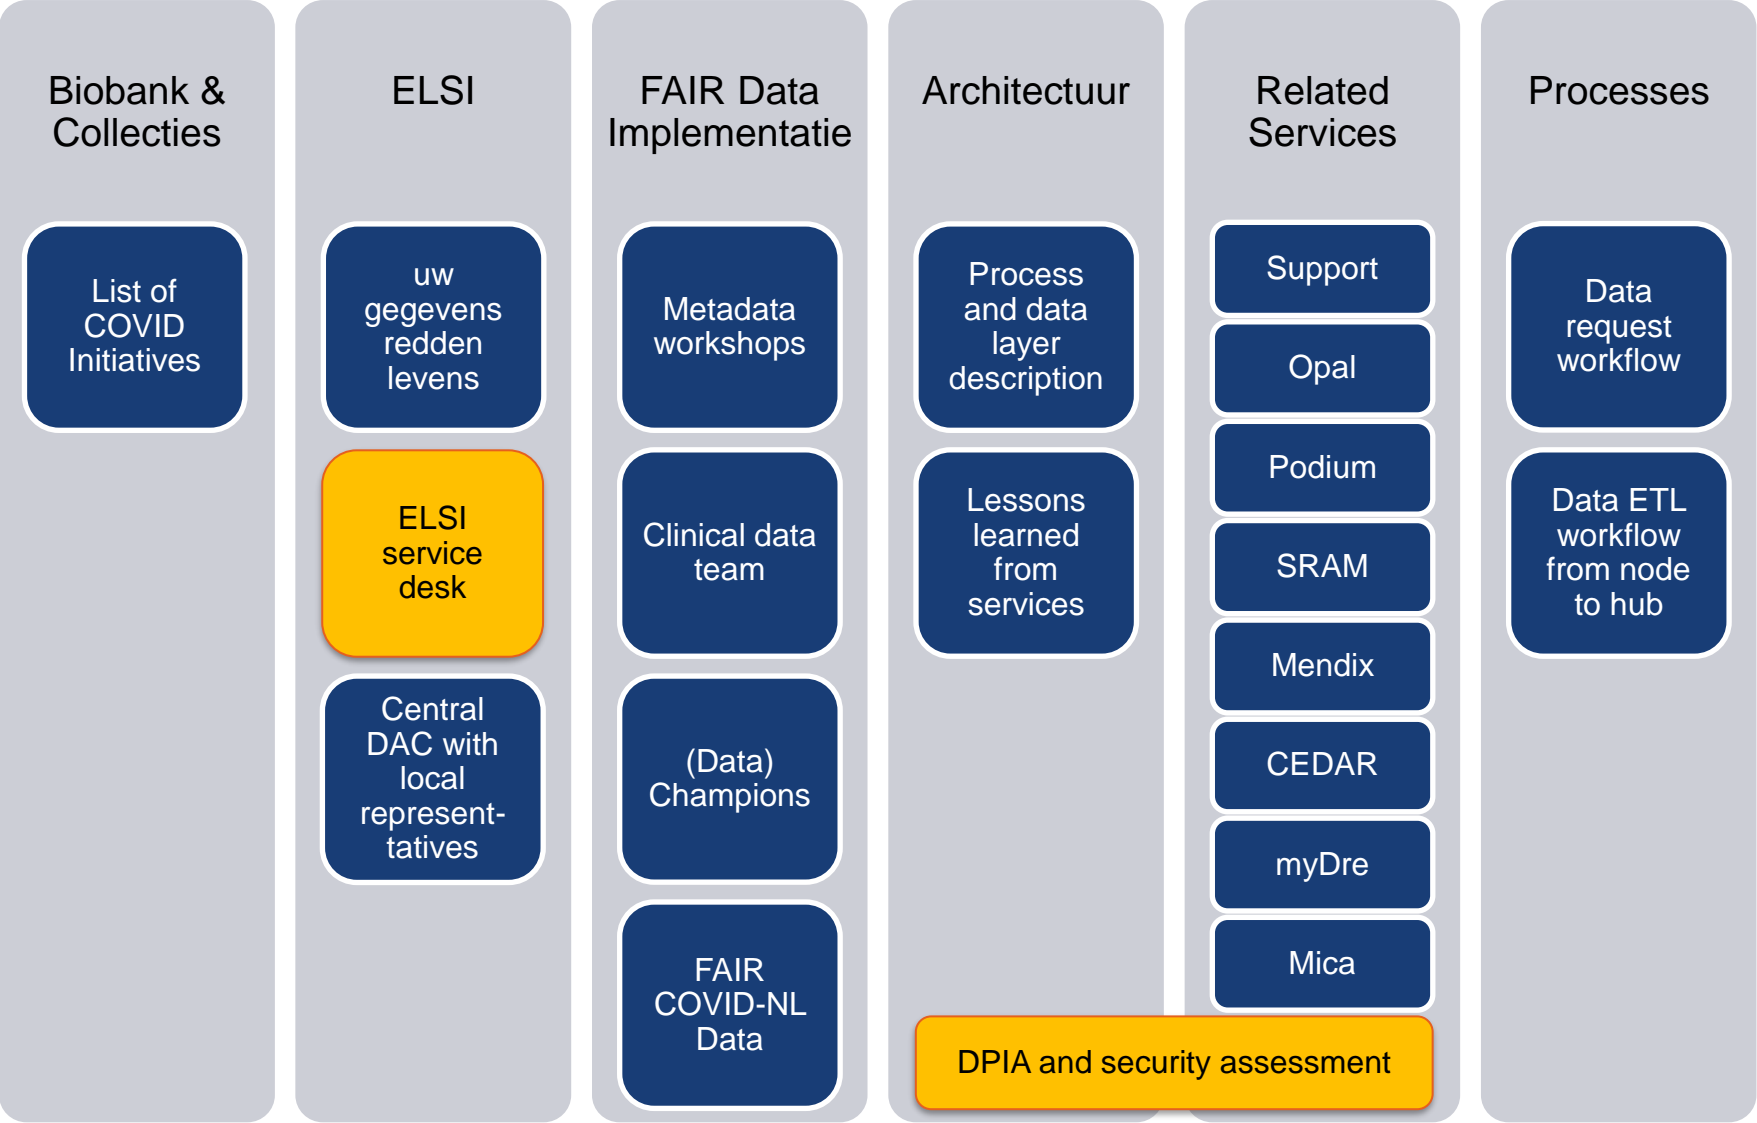 Biobank &
Collecties
List of
COVID
Initiatives
ELSI
uw
gegevens
redden
levens
ELSI
service
desk
Central
DAC with
local
represent-
tatives
FAIR Data
Implementatie
Metadata
workshops
Clinical data
team
(Data)
Champions
FAIR
COVID-NL
Data
Architectuur
Process
and data
layer
description
Lessons
learned
from
services
Related
Services
Support
Opal
Podium
SRAM
Mendix
CEDAR
myDre
Mica
DPIA and security assessment
Processes
Data
request
workflow
Data ETL
workflow
from node
to hub